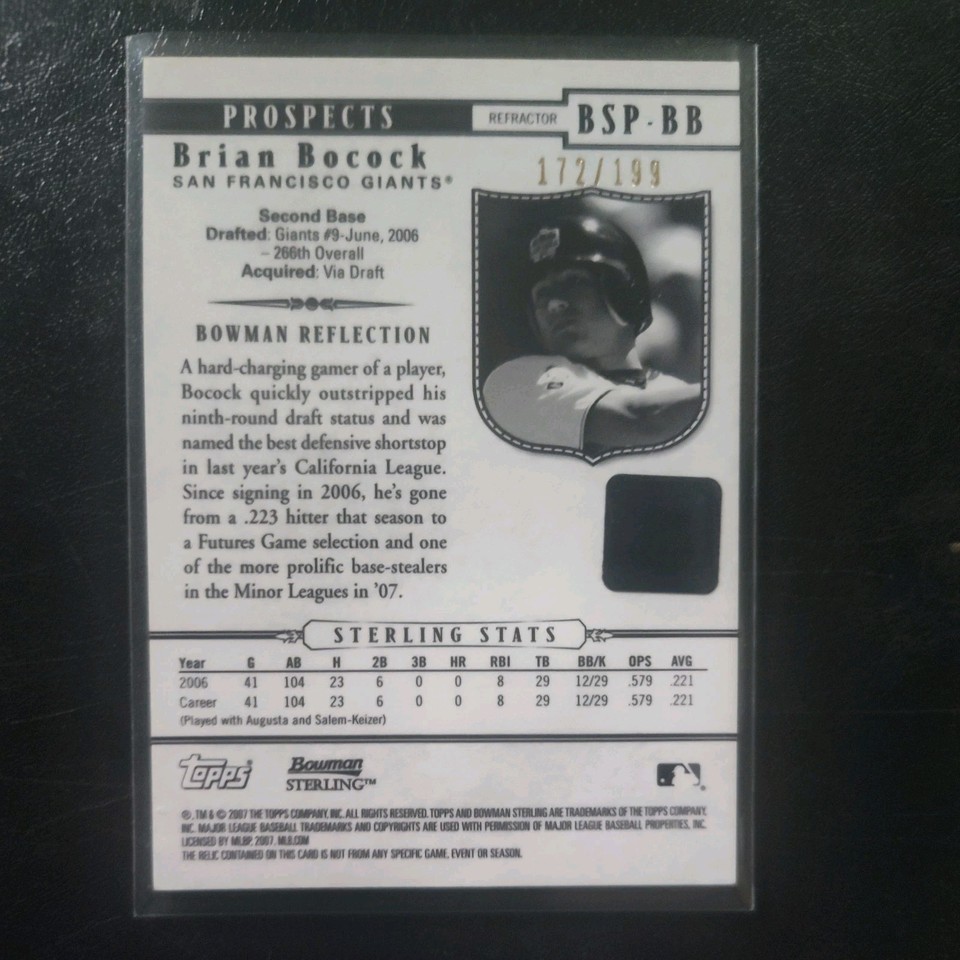 PROSPECTS
REFRACTOR
BSP-BB
Brian Bocock
SAN FRANCISCO GIANTS®
172/199
Second Base
Drafted: Giants #9-June, 2006
– 266th Overall
Acquired: Via Draft
BOWMAN REFLECTION
A hard-charging gamer of a player,
Bocock quickly outstripped his
ninth-round draft status and was
named the best defensive shortstop
in last year's California League.
Since signing in 2006, he's gone
from a .223 hitter that season to
a Futures Game selection and one
of the more prolific base-stealers
in the Minor Leagues in '07.
STERLING STATS
Year G AB H 2B 3B HR RBI TB BB/K OPS AVG
2006 41 104 23 6 0 0 8 29 12/29 .579 .221
Career 41 104 23 6 0 0 8 29 12/29 .579 .221
(Played with Augusta and Salem-Keizer)
Topps®
Bowman
STERLING™
®, TM & © 2007 THE TOPPS COMPANY, INC. ALL RIGHTS RESERVED. TOPPS AND BOWMAN STERLING ARE TRADEMARKS OF THE TOPPS COMPANY,
INC. MAJOR LEAGUE BASEBALL TRADEMARKS AND COPYRIGHTS ARE USED WITH PERMISSION OF MAJOR LEAGUE BASEBALL PROPERTIES, INC.
LICENSED BY MLBP, 2007. MLB.COM
THE RELIC CONTAINED ON THIS CARD IS NOT FROM ANY SPECIFIC GAME, EVENT OR SEASON.